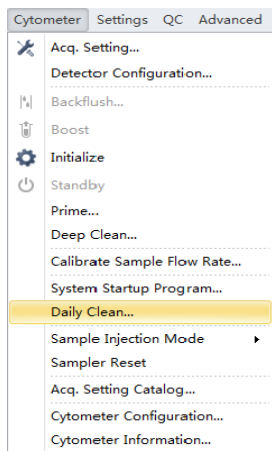 Cytometer Settings QC Advanced
Acq. Setting...
Detector Configuration...
Backflush...
Boost
Initialize
Standby
Prime...
Deep Clean...
Calibrate Sample Flow Rate...
System Startup Program...
Daily Clean...
Sample Injection Mode
Sampler Reset
Acq. Setting Catalog...
Cytometer Configuration...
Cytometer Information...